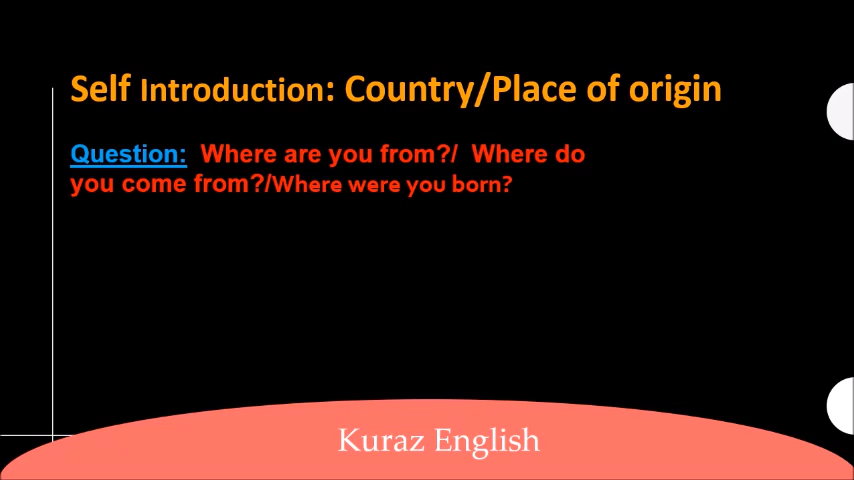 Self Introduction: Country/Place of origin
Question: Where are you from?/ Where do
you come from?/Where were you born?
Kuraz English